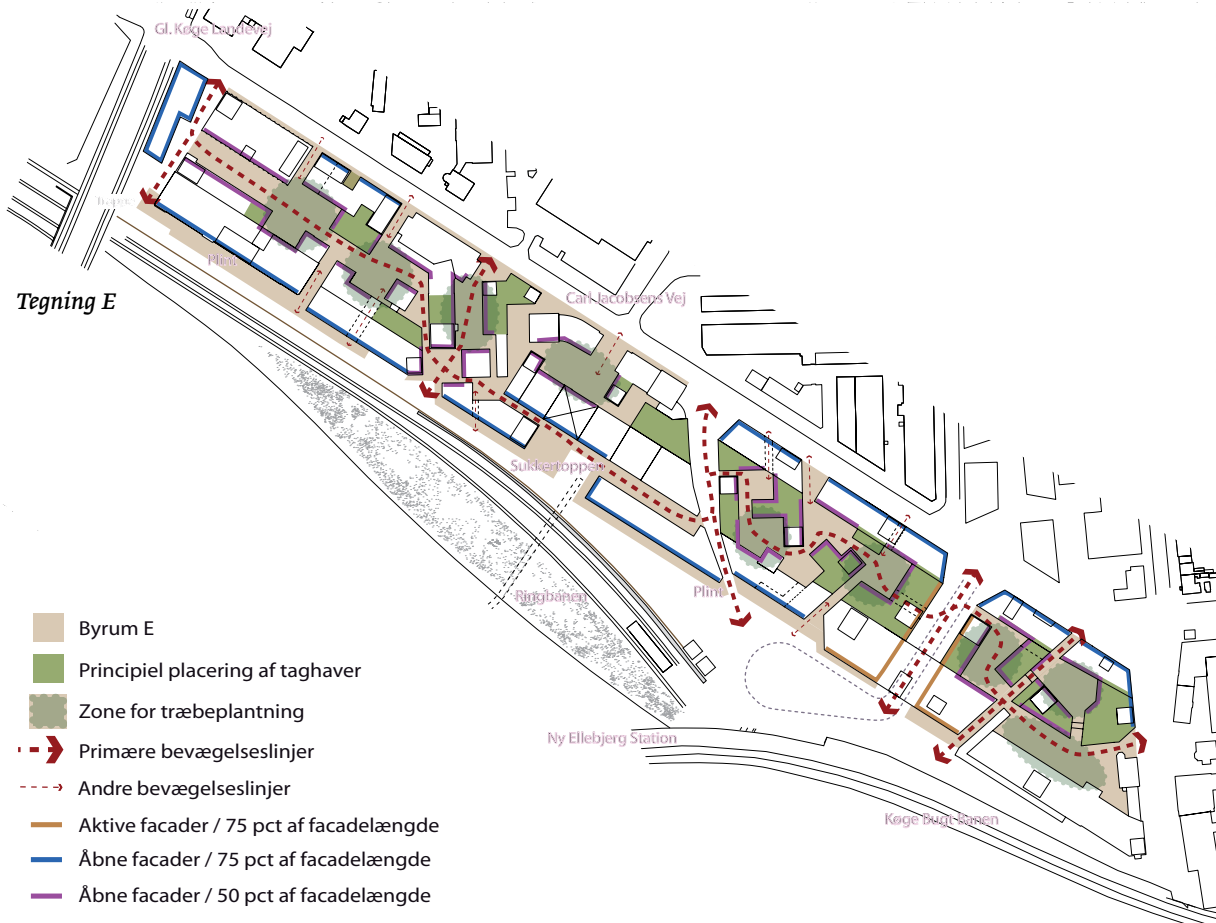 Gl. Køge Landevej
Plint
Tegning E
Carl Jacobsens Vej
Sukkertoppen
Ringbanen
Plint
Ny Ellebjerg Station
Køge Bugt Banen
Byrum E
Principiel placering af taghaver
Zone for træbeplantning
Primære bevægelseslinjer
Andre bevægelseslinjer
Aktive facader / 75 pct af facadelængde
Åbne facader / 75 pct af facadelængde
Åbne facader / 50 pct af facadelængde